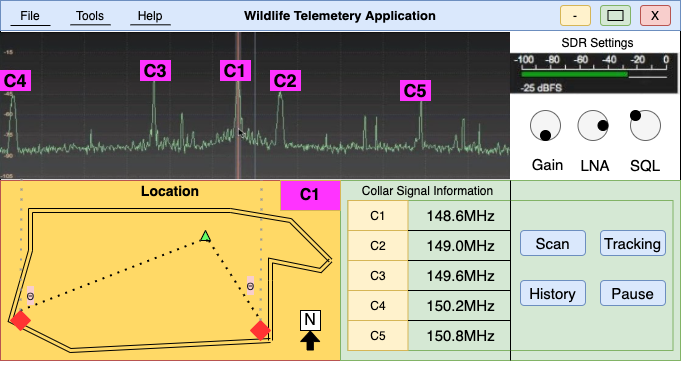 File Tools Help Wildlife Telemetery Application - X
SDR Settings
-15
-100 -80 -60 -40 -20 0
-25 dBFS
C4 C3 C1 C2 C5
Gain LNA SQL
Location C1
Θ Θ
N
Collar Signal Information
C1 148.6MHz
C2 149.0MHz
C3 149.6MHz
C4 150.2MHz
C5 150.8MHz
Scan Tracking
History Pause